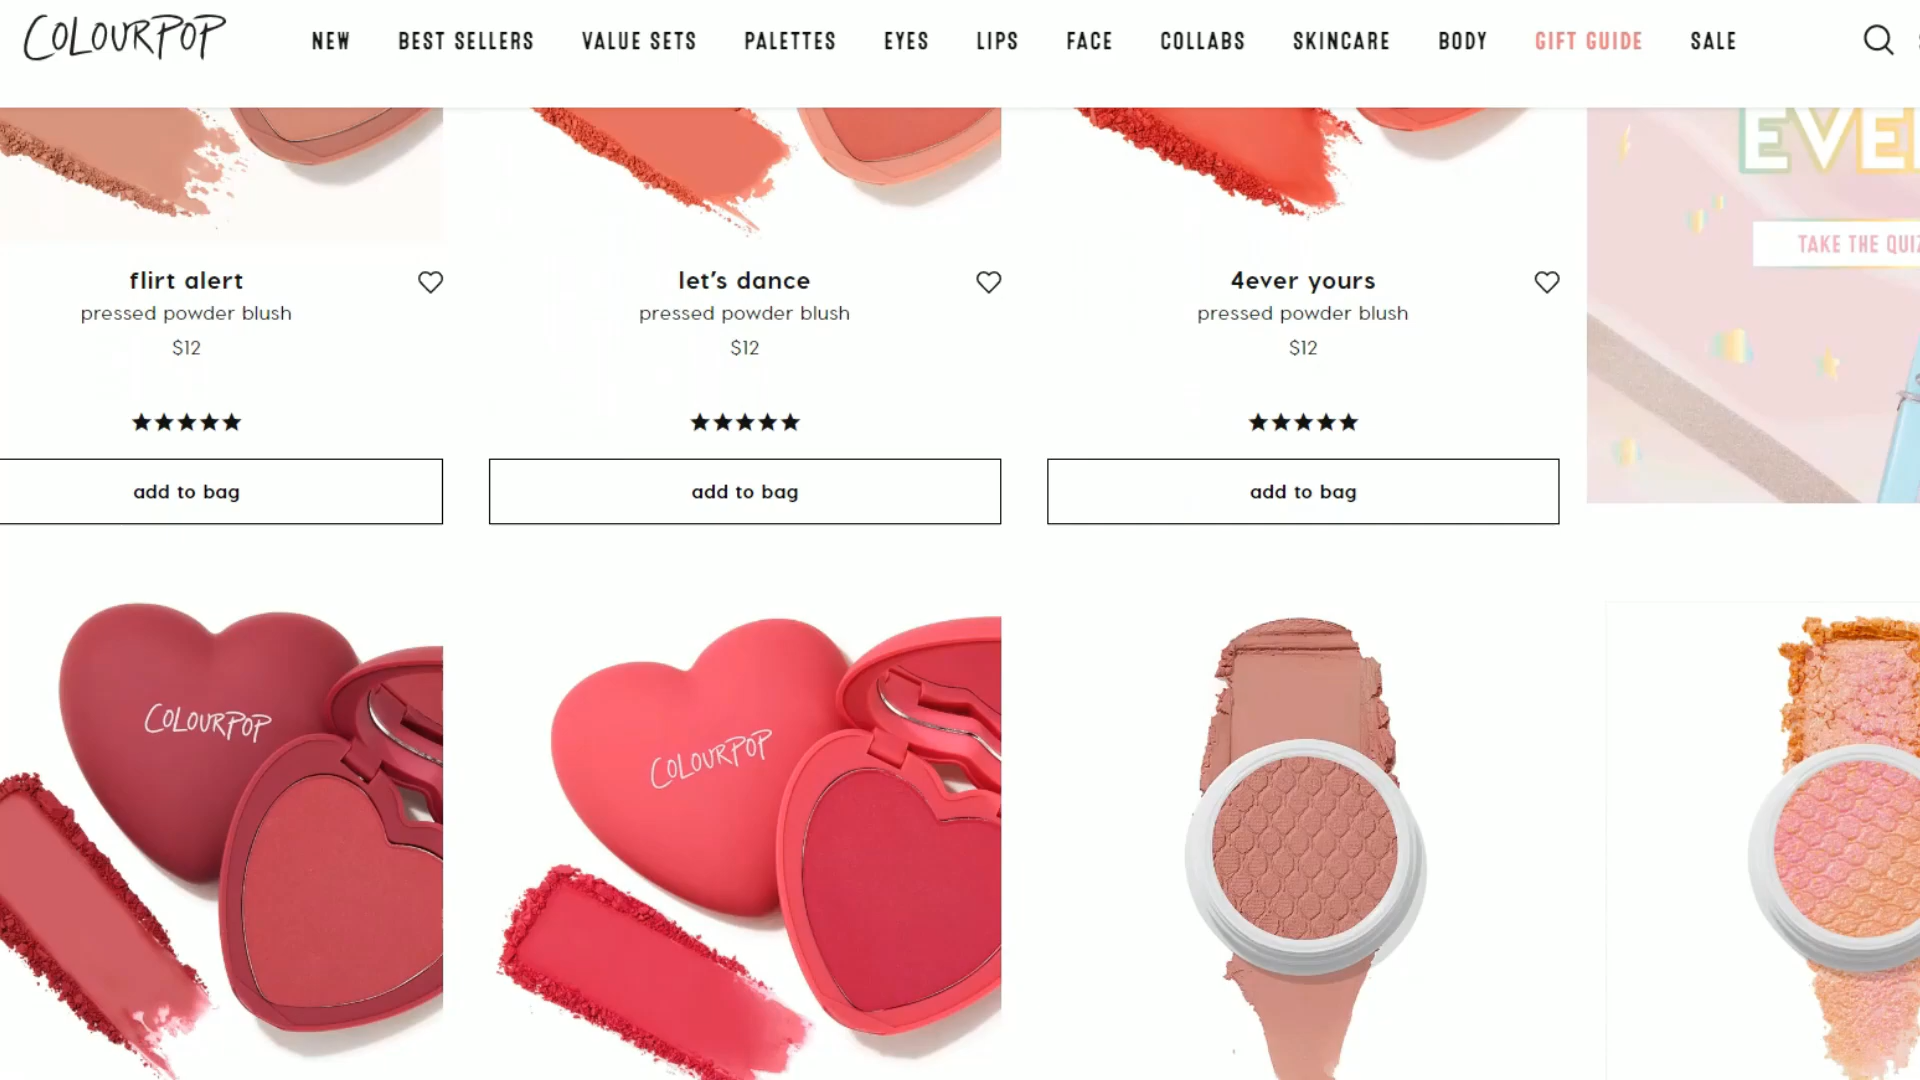 COLOURPOP
NEW BEST SELLERS VALUE SETS PALETTES EYES LIPS FACE COLLABS SKINCARE BODY GIFT GUIDE SALE
TAKE THE
flirt alert
pressed powder blush
$12
add to bag
let's dance
pressed powder blush
$12
add to bag
4ever yours
pressed powder blush
$12
add to bag
COLOURPOP
COLOURPOP